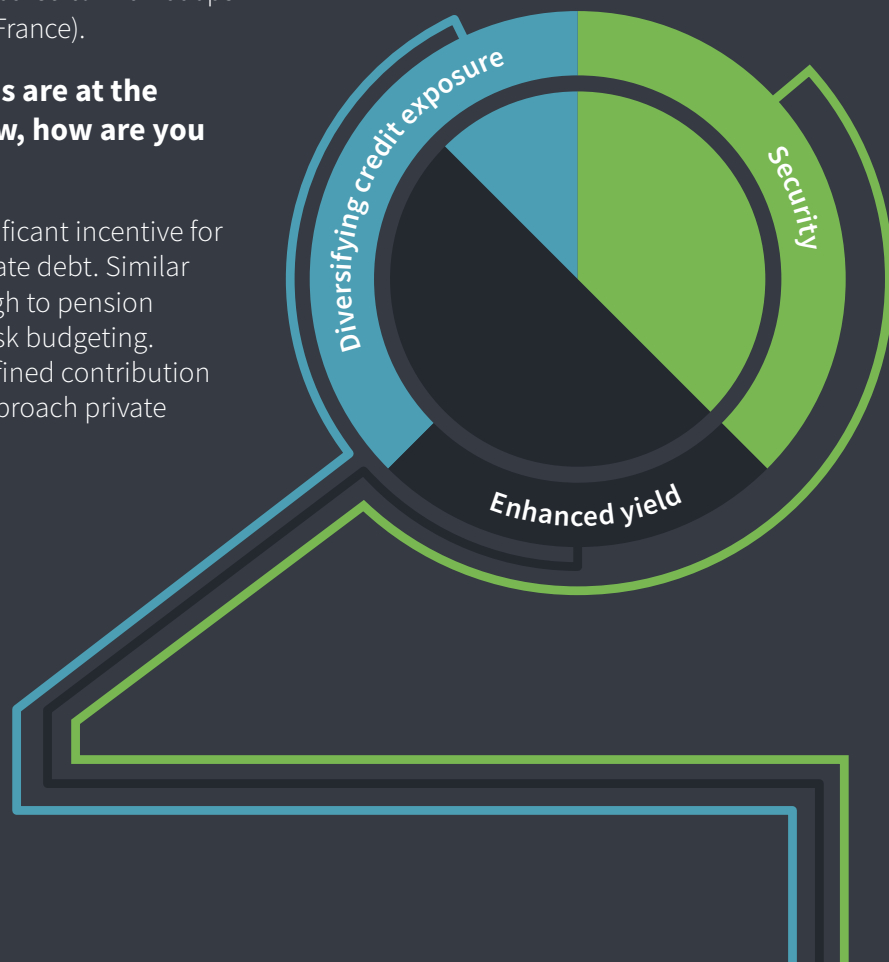 France).
s are at the
w, how are you
ficant incentive for
ate debt. Similar
gh to pension
sk budgeting.
fined contribution
proach private
Diversifying credit exposure
Security
Enhanced yield